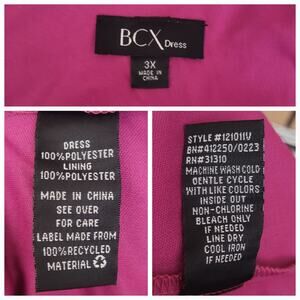 BCX Dress
3X
MADE IN
CHINA
DRESS
100%POLYESTER
LINING
100%POLYESTER
MADE IN CHINA
SEE OVER
FOR CARE
LABEL MADE FROM
100%RECYCLED
MATERIAL
STYLE #121011V
BN#412250/0223
RN#31310
MACHINE WASH COLD
GENTLE CYCLE
WITH LIKE COLORS
INSIDE OUT
NON-CHLORINE
BLEACH ONLY
IF NEEDED
LINE DRY
COOL IRON
IF NEEDED